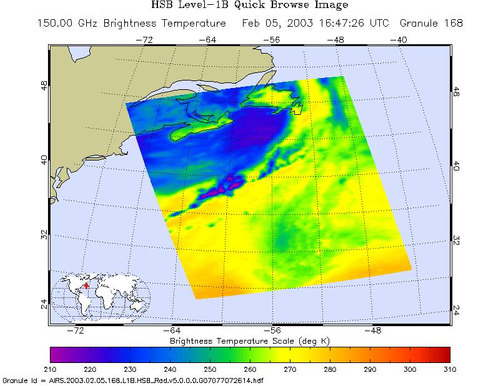 HSB Level-1B Quick Browse Image
150.00 GHz Brightness Temperature Feb 05, 2003 16:47:26 UTC Granule 168
-72 -64 -56 -48 -40
48 48
40 40
32 32
24 24
-72 -64 -56 -48
Brightness Temperature Scale (deg K)
210 220 230 240 250 260 270 280 290 300 310
Granule Id = AIRS.2003.02.05.168.L1B.HSB_Rad.v5.0.0.0.G07077072614.hdf